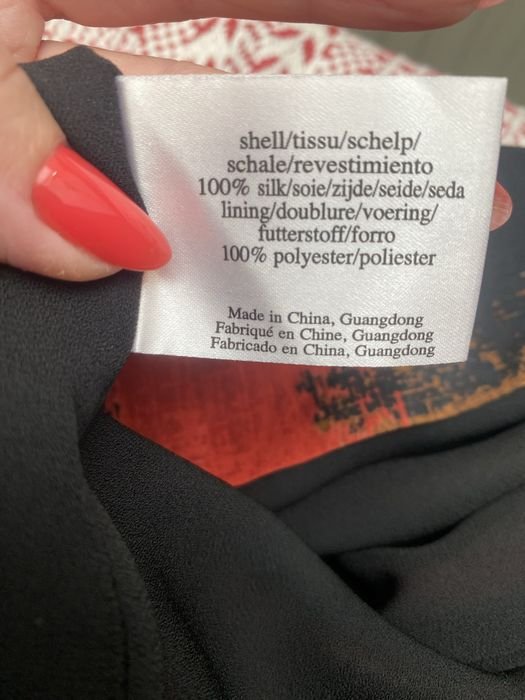 shell/tissu/schelp/
schale/revestimiento
100% silk/soie/zijde/seide/seda
lining/doublure/voering/
futterstoff/forro
100% polyester/poliester
Made in China, Guangdong
Fabriqué en Chine, Guangdong
Fabricado en China, Guangdong